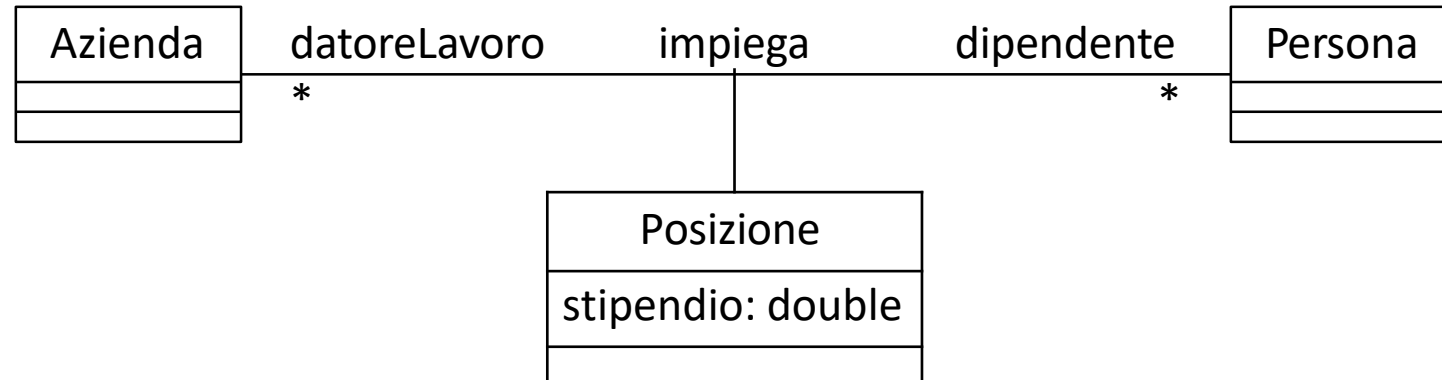 Azienda datoreLavoro impiega dipendente Persona
* *
Posizione
stipendio: double